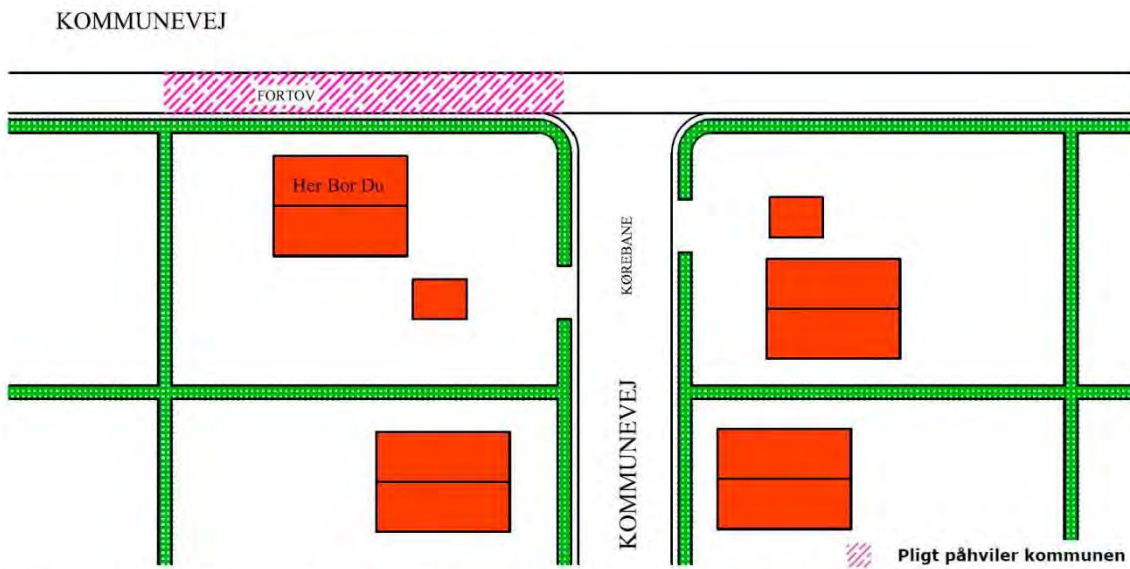 KOMMUNEVEJ
FORTOV
Her Bor Du
KØREBANE
KOMMUNEVEJ
Pligt påhviler kommunen